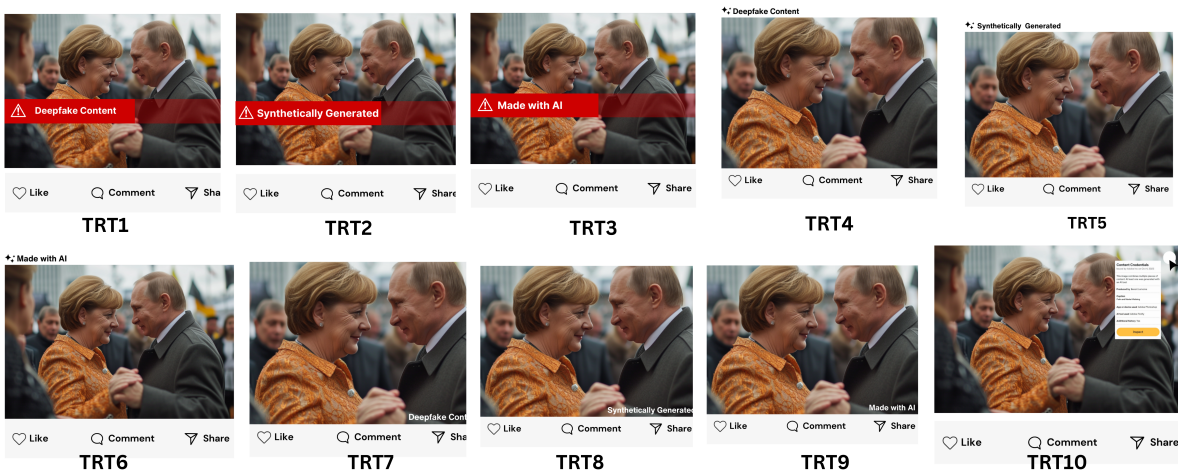 Deepfake Content
Like Comment Sha
TRT1
Synthetically Generated
Like Comment Share
TRT2
Made with AI
Like Comment Share
TRT3
Deepfake Content
Like Comment Share
TRT4
Synthetically Generated
Like Comment Share
TRT5
Made with AI
Like Comment Share
TRT6
Deepfake Cont
Like Comment Sha
TRT7
Synthetically Generated
Like Comment Share
TRT8
Made with AI
Like Comment Share
TRT9
Content Credentials
Like Comment Share
TRT10